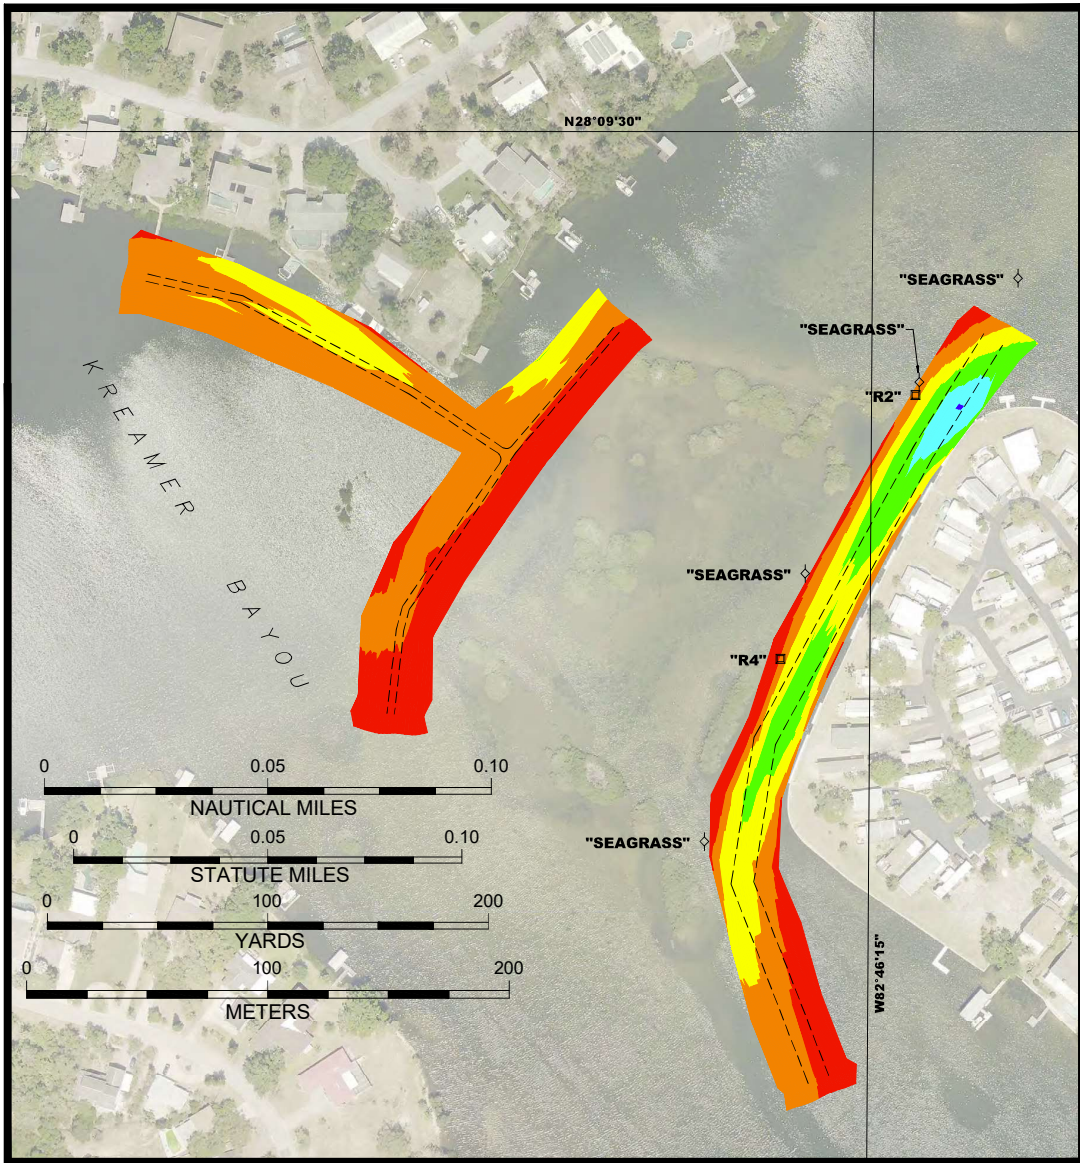 N28°09'30"
"SEAGRASS"
"SEAGRASS"
"R2"
KREAMER
BAYOU
"SEAGRASS"
"R4"
0 0.05 0.10
NAUTICAL MILES
0 0.05 0.10
STATUTE MILES
"SEAGRASS"
0 100 200
YARDS
0 100 200
METERS
W82°46'15"